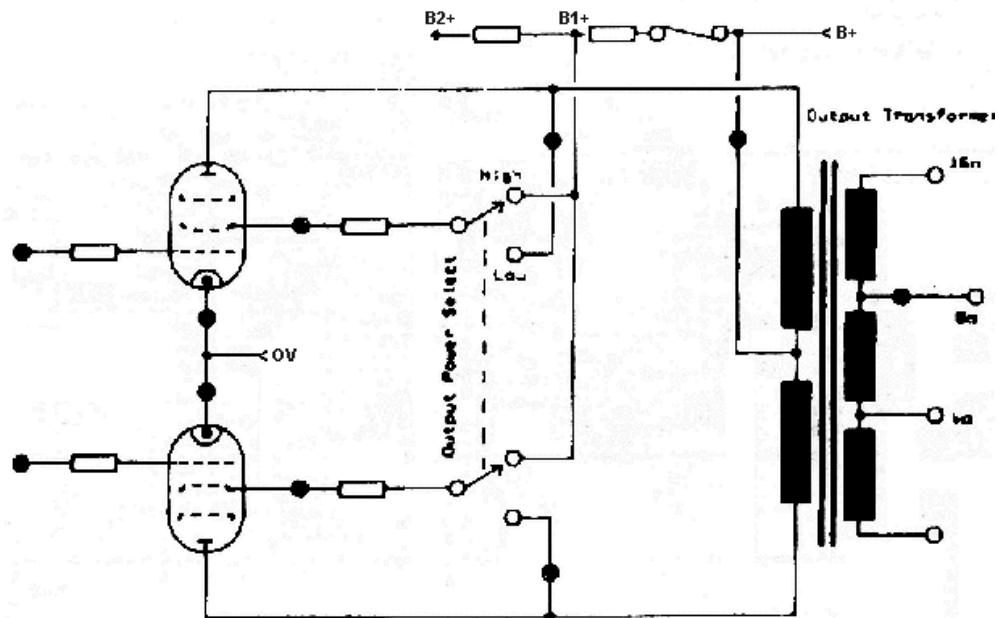 B2+
B1+
< B+
Output Transformer
16Ω
High
Low
Output Power Select
8Ω
<0V
4Ω